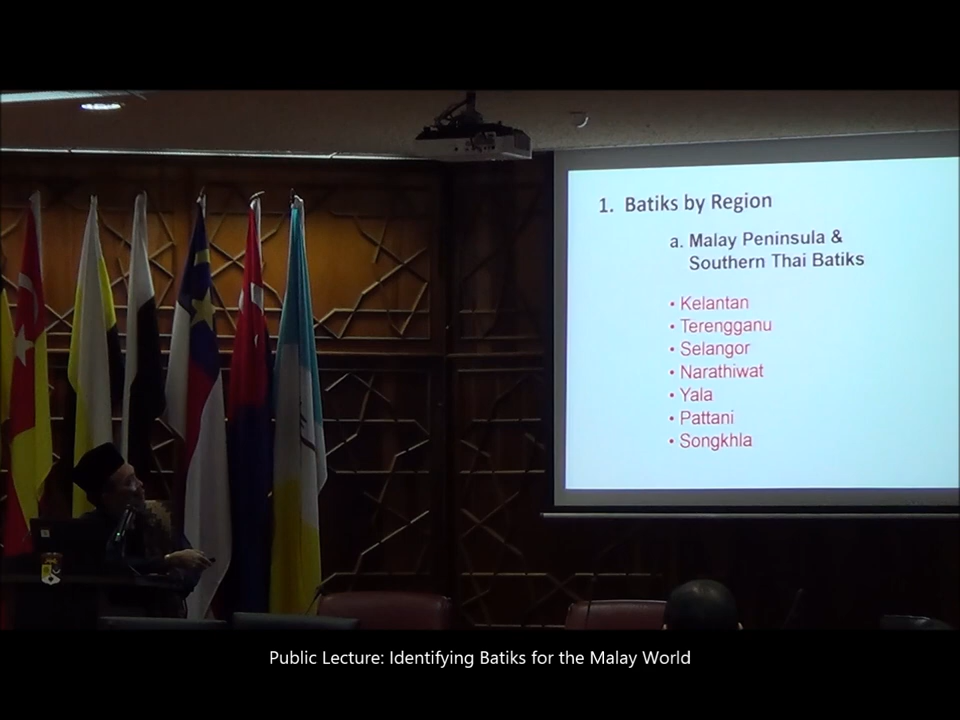 1. Batiks by Region
a. Malay Peninsula &
Southern Thai Batiks
• Kelantan
• Terengganu
• Selangor
• Narathiwat
• Yala
• Pattani
• Songkhla
Public Lecture: Identifying Batiks for the Malay World